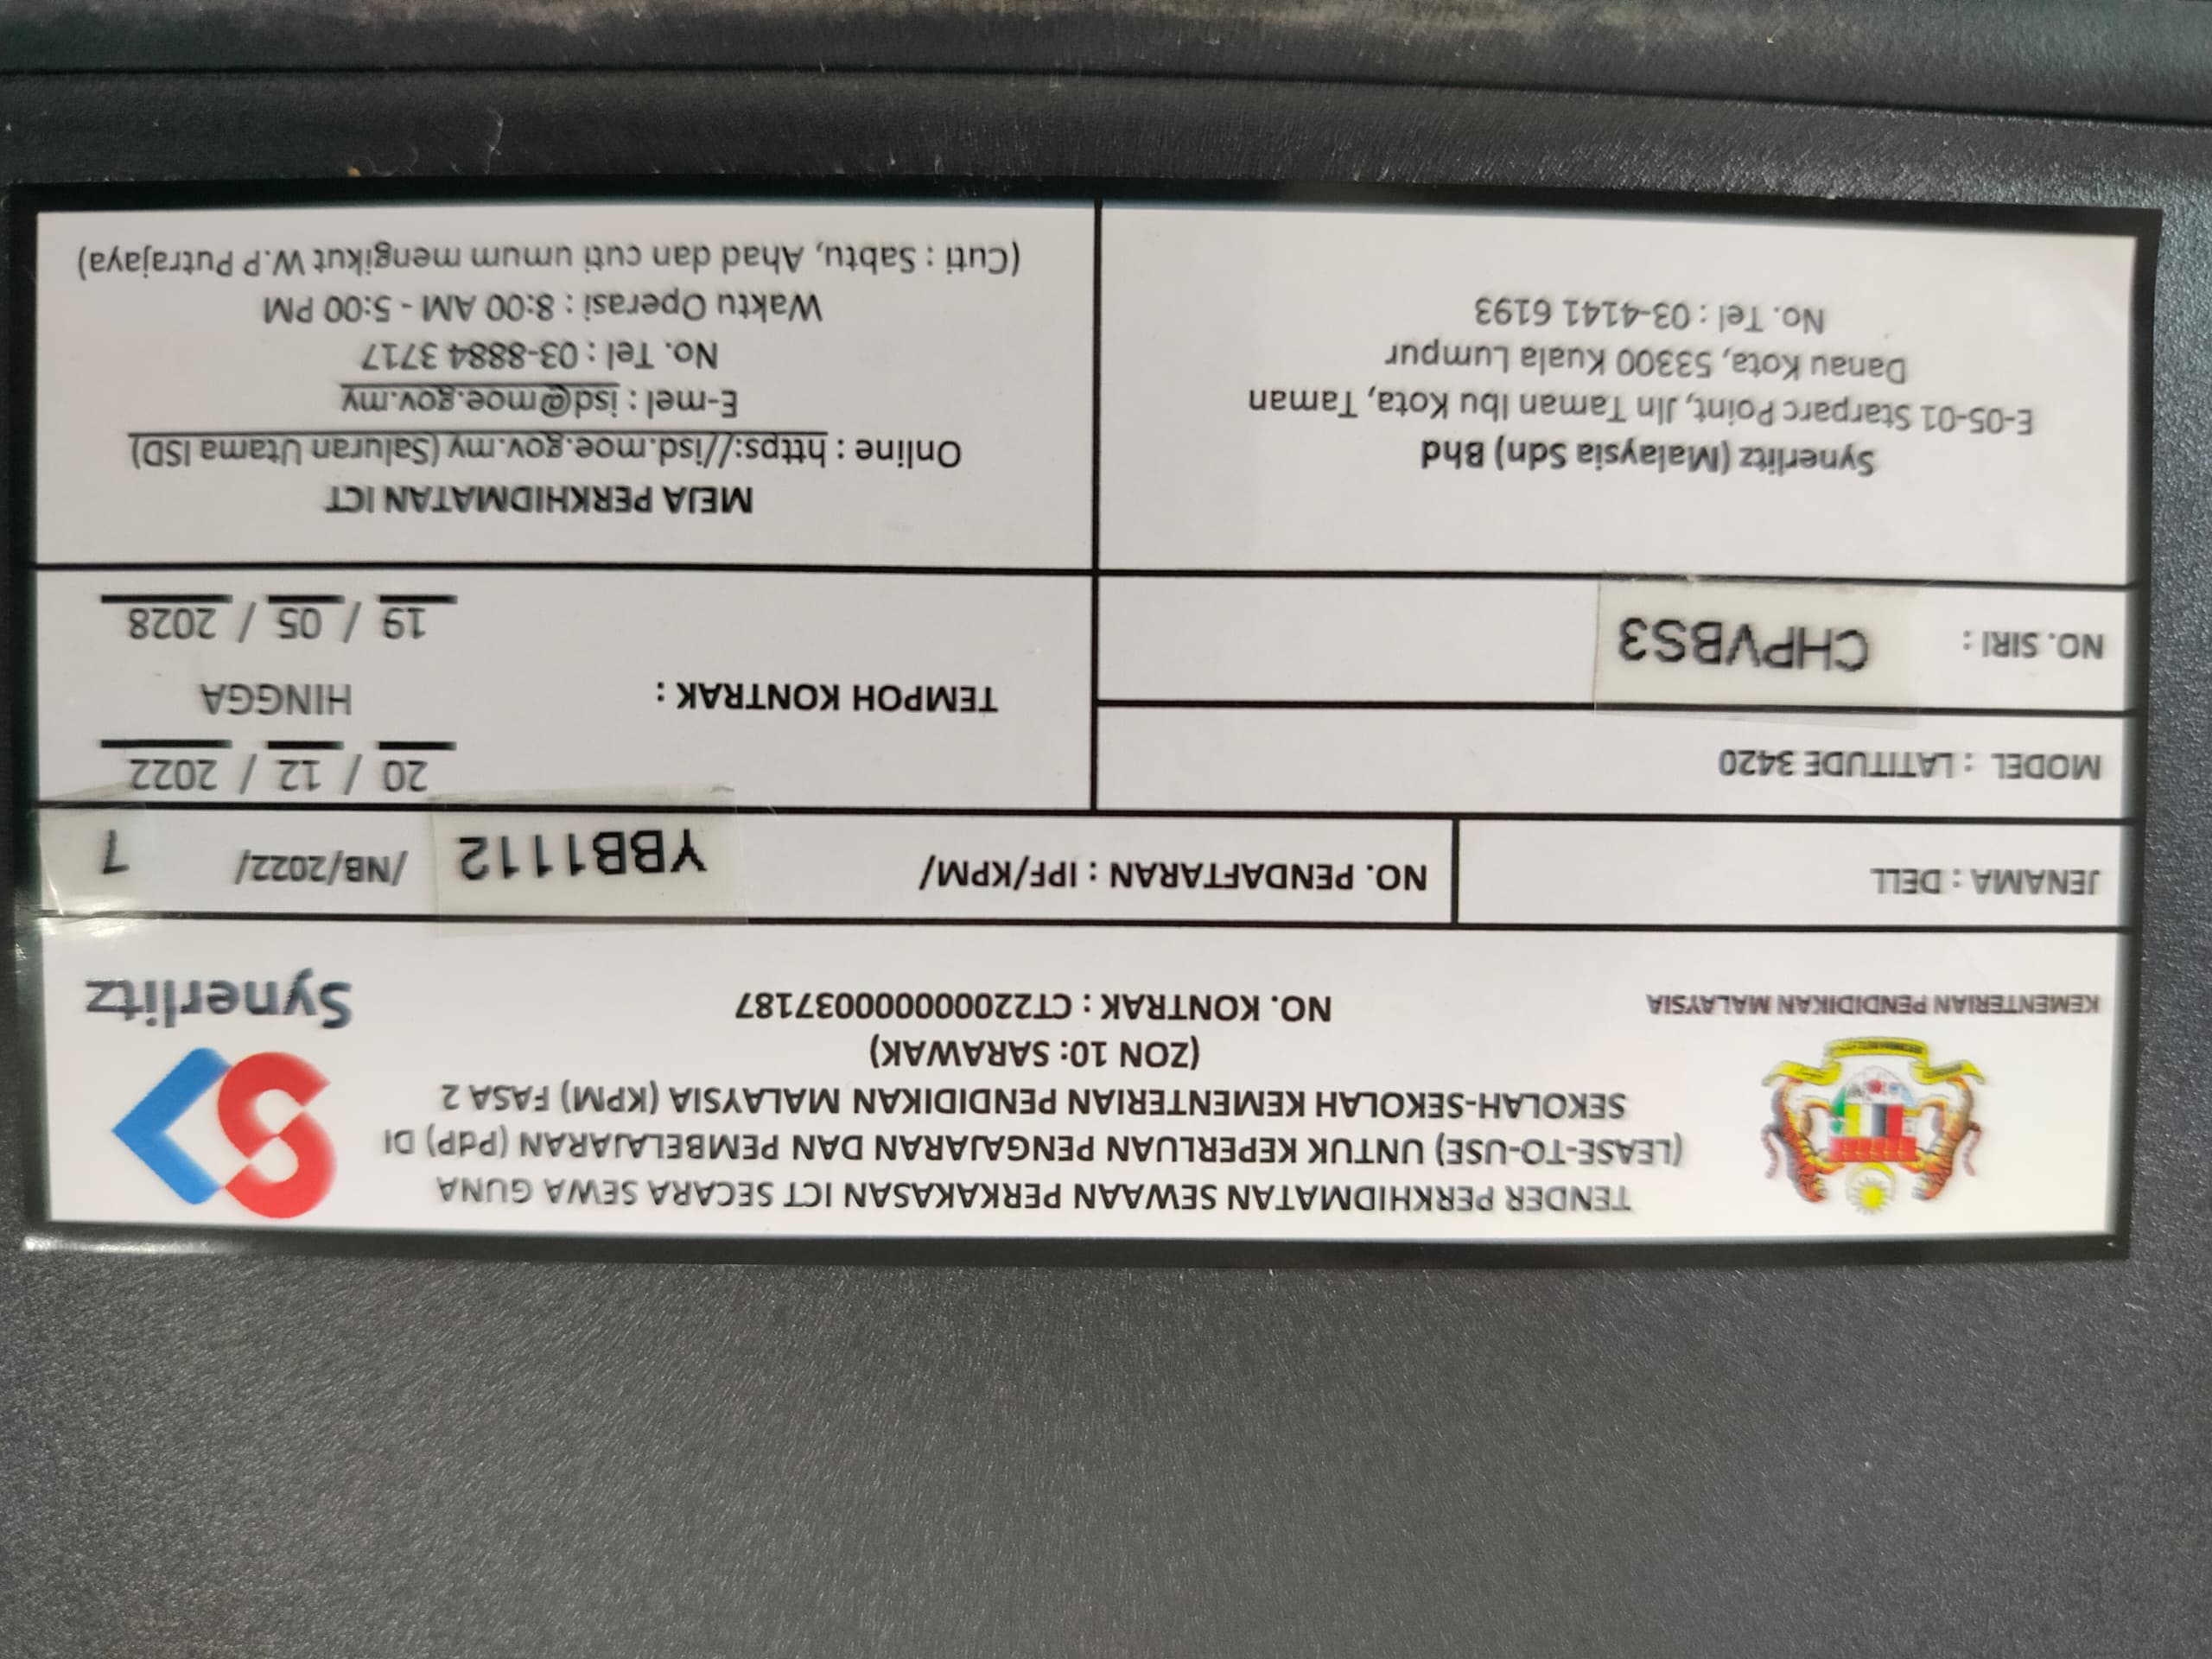 TENDER PERKHIDMATAN SEWAAN PERKAKASAN ICT SECARA SEWA GUNA
(LEASE-TO-USE) UNTUK KEPERLUAN PENGAJARAN DAN PEMBELAJARAN (PdP) DI
SEKOLAH-SEKOLAH KEMENTERIAN PENDIDIKAN MALAYSIA (KPM) FASA 2
(ZON 10: SARAWAK)
NO. KONTRAK : CT220000000037187
KEMENTERIAN PENDIDIKAN MALAYSIA
Synerlitz
JENAMA : DELL
NO. PENDAFTARAN : IPF/KPM/ YBB1112 /NB/2022/ 7
MODEL : LATITUDE 3420
NO. SIRI : CHPVBS3
TEMPOH KONTRAK :
20 / 12 / 2022
HINGGA
19 / 05 / 2028
Synerlitz (Malaysia Sdn) Bhd
E-05-01 Starparc Point, Jln Taman Ibu Kota, Taman
Danau Kota, 53300 Kuala Lumpur
No. Tel : 03-4141 6193
MEJA PERKHIDMATAN ICT
Online : https://isd.moe.gov.my (Saluran Utama ISD)
E-mel : isd@moe.gov.my
No. Tel : 03-8884 3717
Waktu Operasi : 8:00 AM - 5:00 PM
(Cuti : Sabtu, Ahad dan cuti umum mengikut W.P Putrajaya)